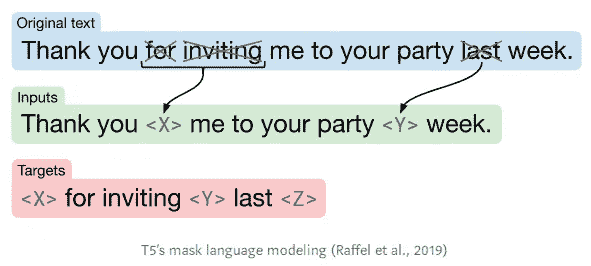 Original text
Thank you for inviting me to your party last week.
Inputs
Thank you <X> me to your party <Y> week.
Targets
<X> for inviting <Y> last <Z>
T5's mask language modeling (Raffel et al., 2019)